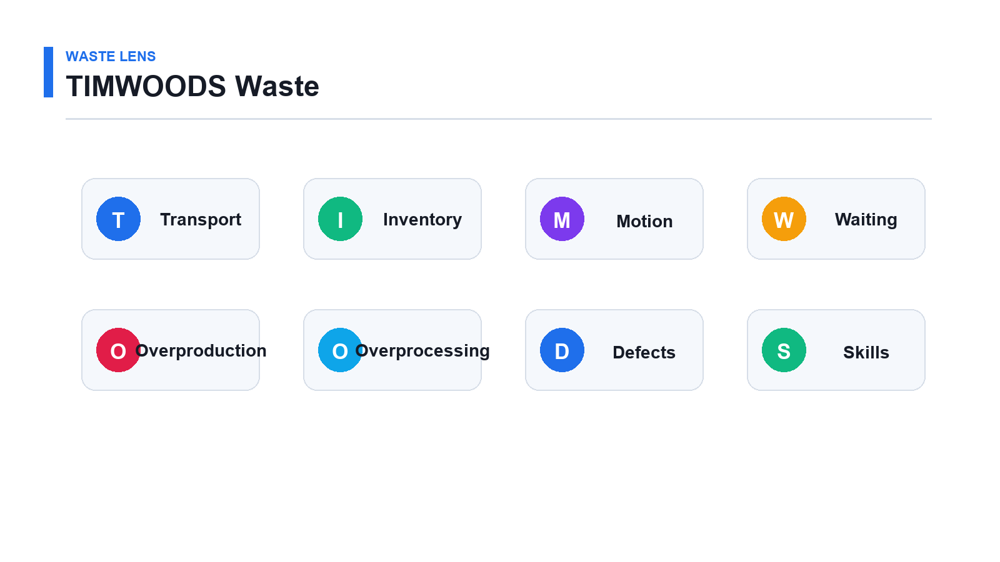 WASTE LENS
TIMWOODS Waste
T Transport
I Inventory
M Motion
W Waiting
O Overproduction
O Overprocessing
D Defects
S Skills